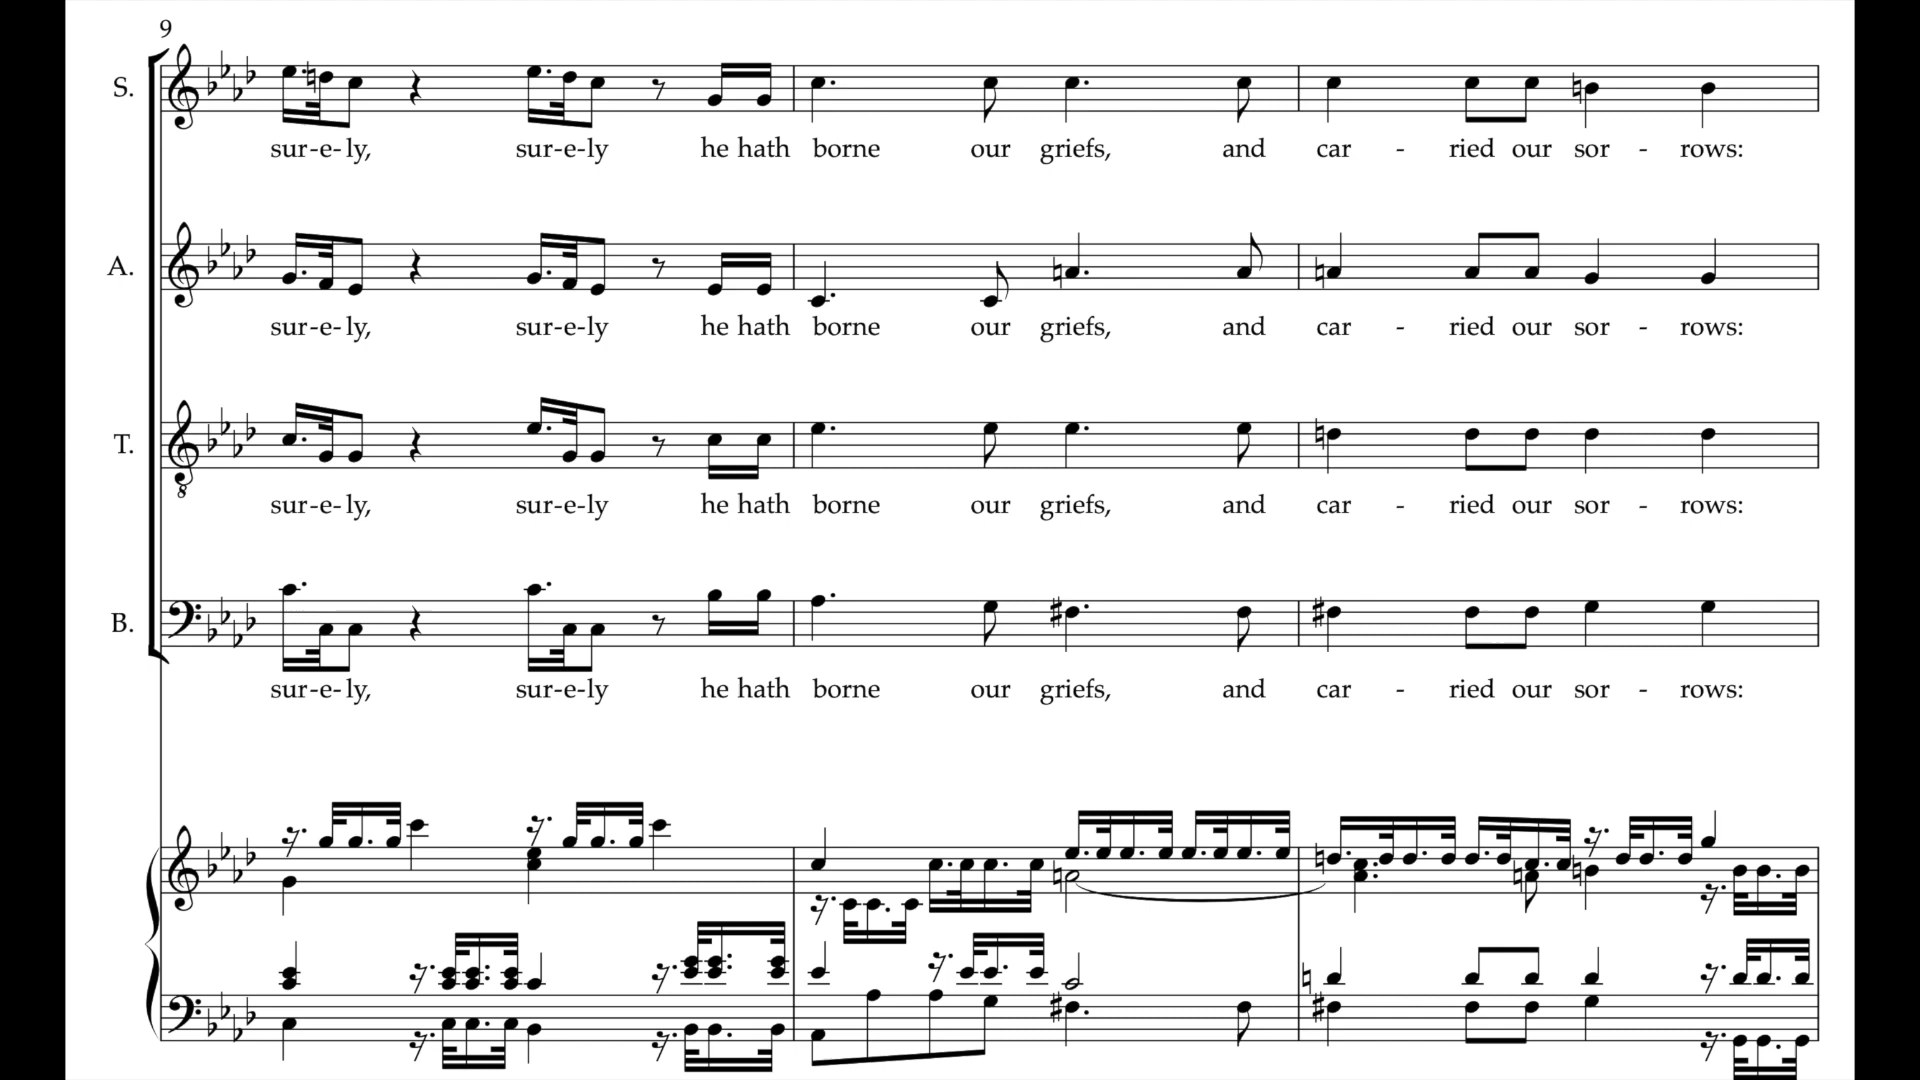 9
S.
sur-e-ly, sur-e-ly he hath borne our griefs, and car - ried our sor - rows:
A.
sur-e-ly, sur-e-ly he hath borne our griefs, and car - ried our sor - rows:
T.
8
sur-e-ly, sur-e-ly he hath borne our griefs, and car - ried our sor - rows:
B.
sur-e-ly, sur-e-ly he hath borne our griefs, and car - ried our sor - rows: